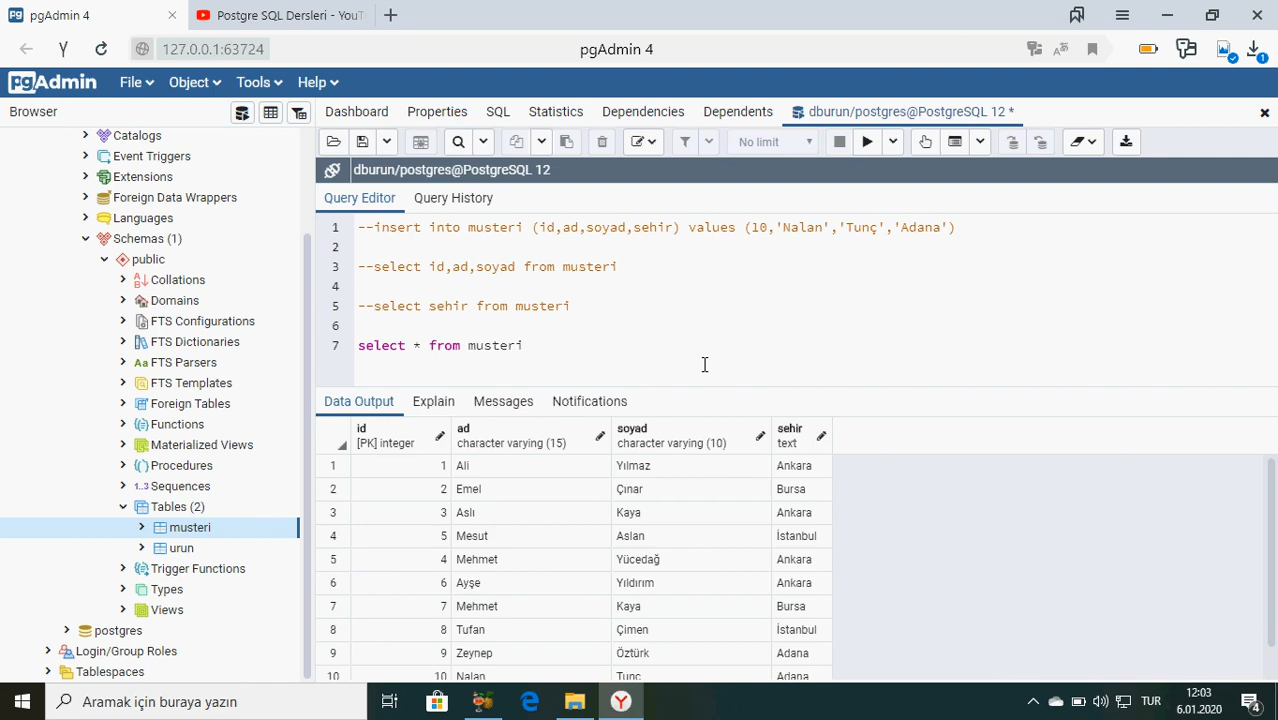 pgAdmin 4
Postgre SQL Dersleri - YouT
127.0.0.1:63724
pgAdmin 4
pgAdmin
File
Object
Tools
Help
Browser
Dashboard
Properties
SQL
Statistics
Dependencies
Dependents
dburun/postgres@PostgreSQL 12 *
No limit
dburun/postgres@PostgreSQL 12
Query Editor
Query History
Catalogs
Event Triggers
Extensions
Foreign Data Wrappers
Languages
Schemas (1)
public
Collations
Domains
FTS Configurations
FTS Dictionaries
Aa FTS Parsers
FTS Templates
Foreign Tables
Functions
Materialized Views
Procedures
1..3 Sequences
Tables (2)
musteri
urun
Trigger Functions
Types
Views
postgres
Login/Group Roles
Tablespaces
1 --insert into musteri (id,ad,soyad,sehir) values (10,'Nalan','Tunç','Adana')
2
3 --select id,ad,soyad from musteri
4
5 --select sehir from musteri
6
7 select * from musteri
Data Output
Explain
Messages
Notifications
id ad soyad sehir
[PK] integer character varying (15) character varying (10) text
1 1 Ali Yılmaz Ankara
2 2 Emel Çınar Bursa
3 3 Aslı Kaya Ankara
4 5 Mesut Aslan İstanbul
5 4 Mehmet Yücedağ Ankara
6 6 Ayşe Yıldırım Ankara
7 7 Mehmet Kaya Bursa
8 8 Tufan Çimen İstanbul
9 9 Zeynep Öztürk Adana
10 10 Nalan Tunç Adana
Aramak için buraya yazın
TUR
12:03
6.01.2020
4